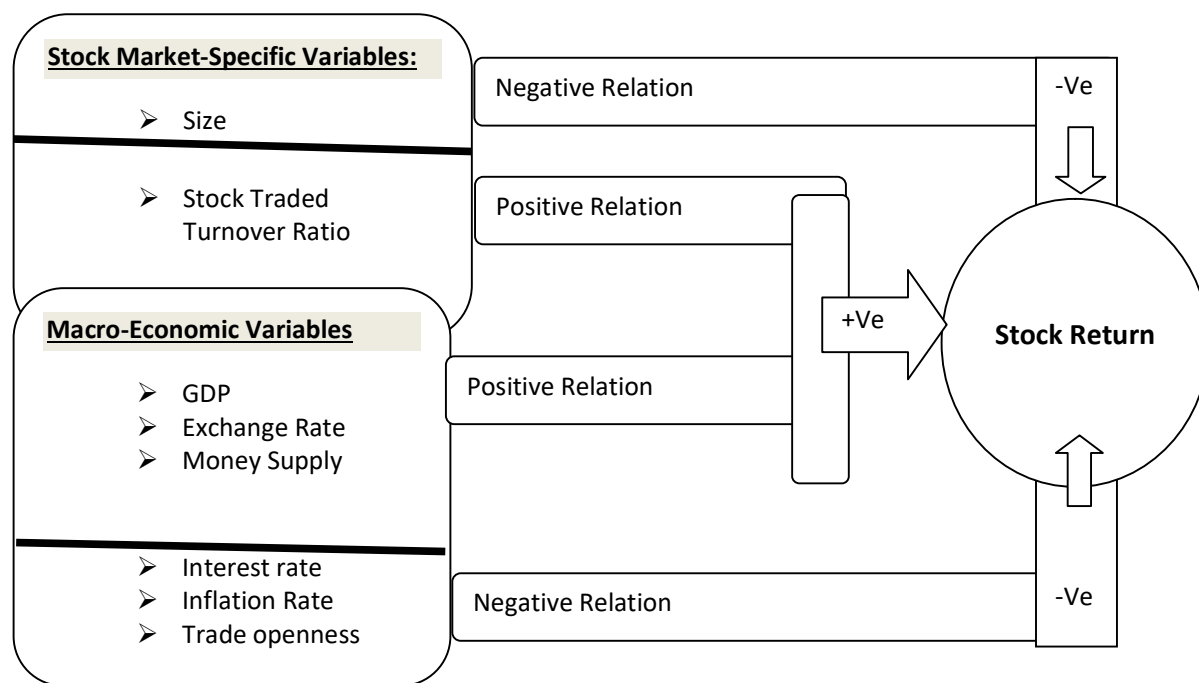 Stock Market-Specific Variables:
Size
Stock Traded
Turnover Ratio
Macro-Economic Variables
GDP
Exchange Rate
Money Supply
Interest rate
Inflation Rate
Trade openness
Negative Relation
Positive Relation
Positive Relation
Negative Relation
-Ve
+Ve
-Ve
Stock Return